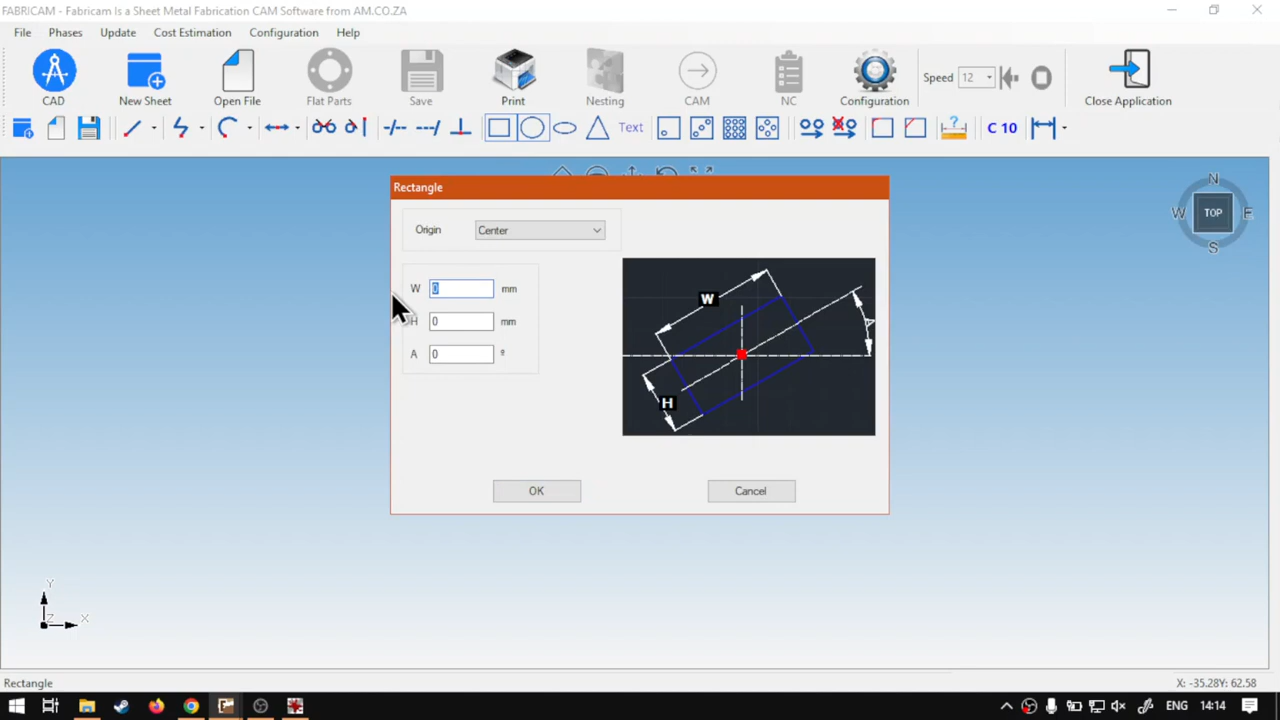 FABRICAM - Fabricam Is a Sheet Metal Fabrication CAM Software from AM.CO.ZA
File Phases Update Cost Estimation Configuration Help
CAD New Sheet Open File Flat Parts Save Print Nesting CAM NC Configuration Speed 12 Close Application
Text C 10
Rectangle
Origin Center
W 0 mm
H 0 mm
A 0 º
W
H
A
OK Cancel
N
W TOP E
S
Y
Z X
Rectangle X: -35.28Y: 62.58
ENG 14:14